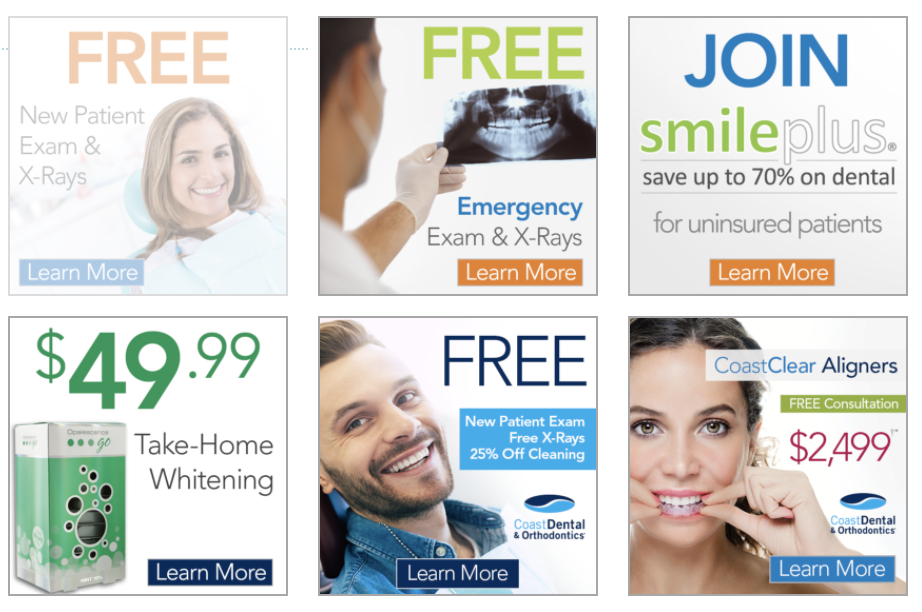 FREE
New Patient
Exam &
X-Rays
Learn More
FREE
Emergency
Exam & X-Rays
Learn More
JOIN
smileplus®
save up to 70% on dental
for uninsured patients
Learn More
$49.99
Opalescence
go
Take-Home
Whitening
Learn More
FREE
New Patient Exam
Free X-Rays
25% Off Cleaning
CoastDental
& Orthodontics
Learn More
CoastClear Aligners
FREE Consultation
$2,499
CoastDental
& Orthodontics
Learn More